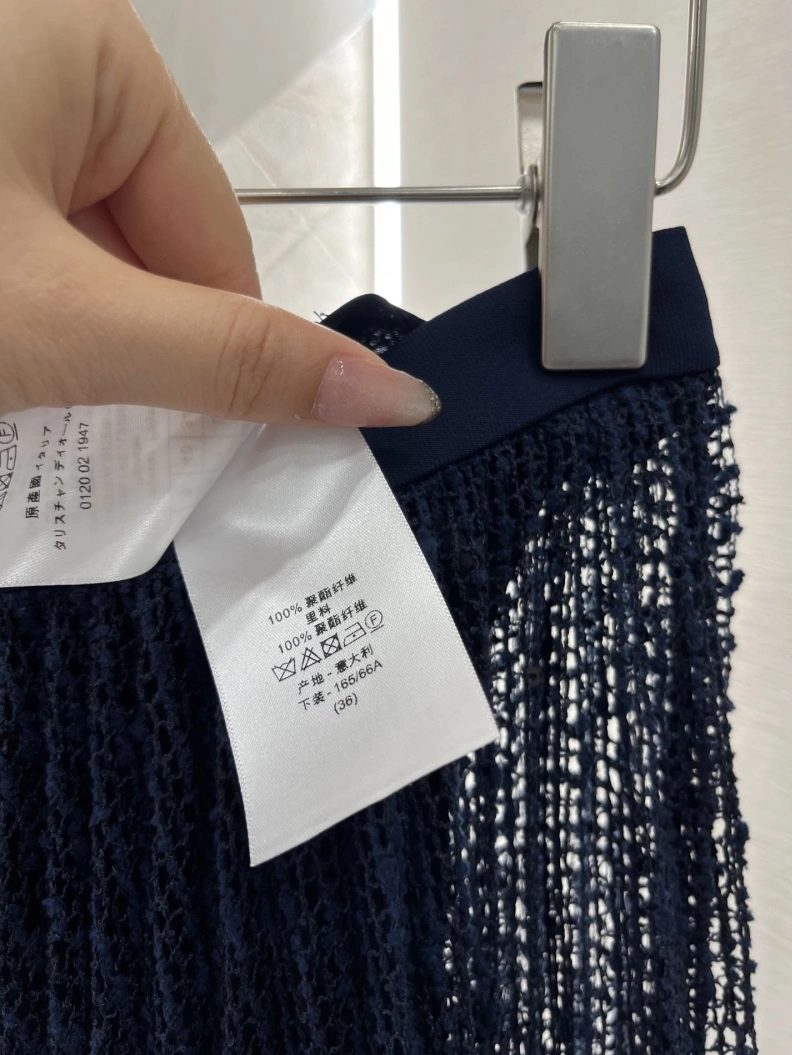 原産國 イタリア
タリスチャンディオール
0120 02 1947
100% 聚酯纤维
里料
100% 聚酯纤维
F
产地 - 意大利
下装 - 165/66A
(36)